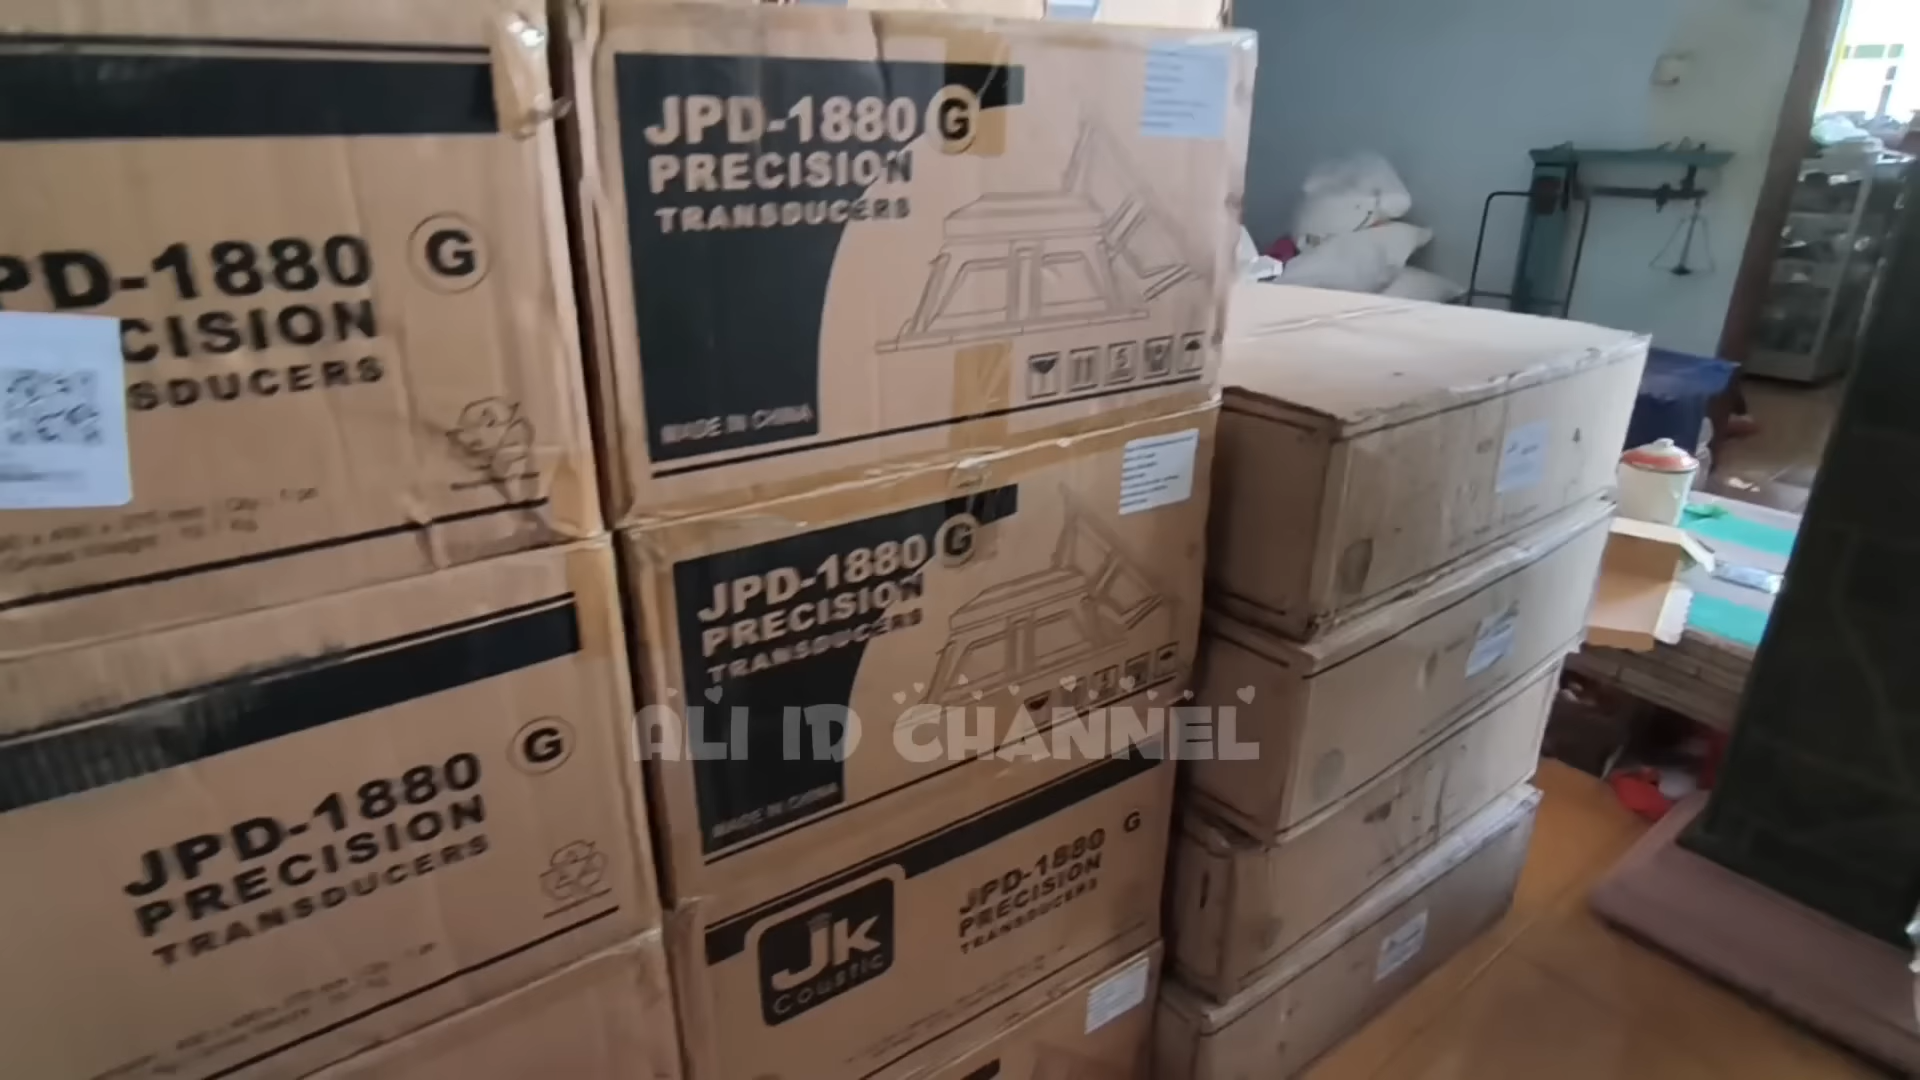 PD-1880 G
CISION
SDUCERS
JPD-1880 G
PRECISION
TRANSDUCERS
JPD-1880 G
PRECISION
TRANSDUCERS
MADE IN CHINA
JPD-1880 G
PRECISION
TRANSDUCERS
MADE IN CHINA
JK
Coustic
JPD-1880 G
PRECISION
TRANSDUCERS
ALI ID CHANNEL